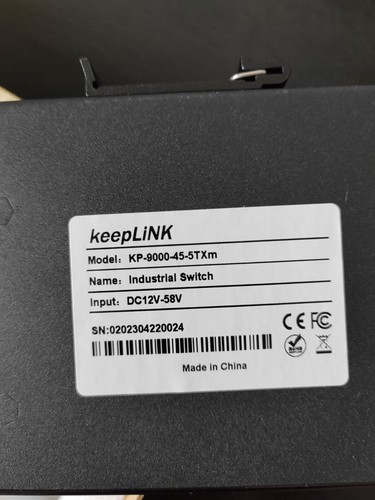 keepLiNK
Model: KP-9000-45-5TXm
Name: Industrial Switch
Input: DC12V-58V
SN:0202304220024
CE FC
Made in China